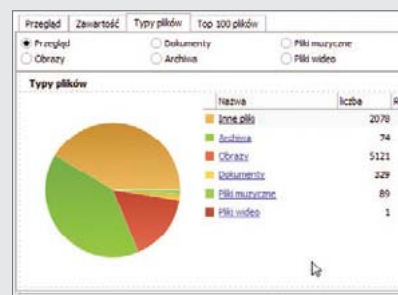 Przegląd Zawartość Typy plików Top 100 plików
Przegląd Dokumenty Pliki muzyczne
Obrazy Archiwa Pliki wideo
Typy plików
Nazwa liczba R
Inne pliki 2078
Archiwa 74
Obrazy 5121
Dokumenty 329
Pliki muzyczne 89
Pliki wideo 1